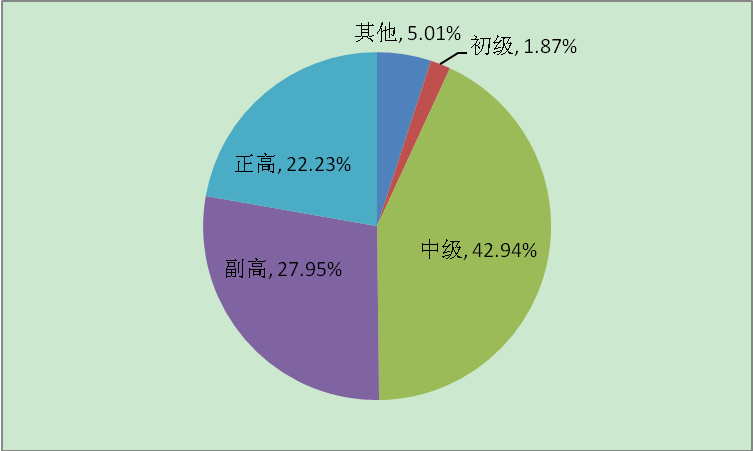 其他, 5.01%
初级, 1.87%
正高, 22.23%
中级, 42.94%
副高, 27.95%